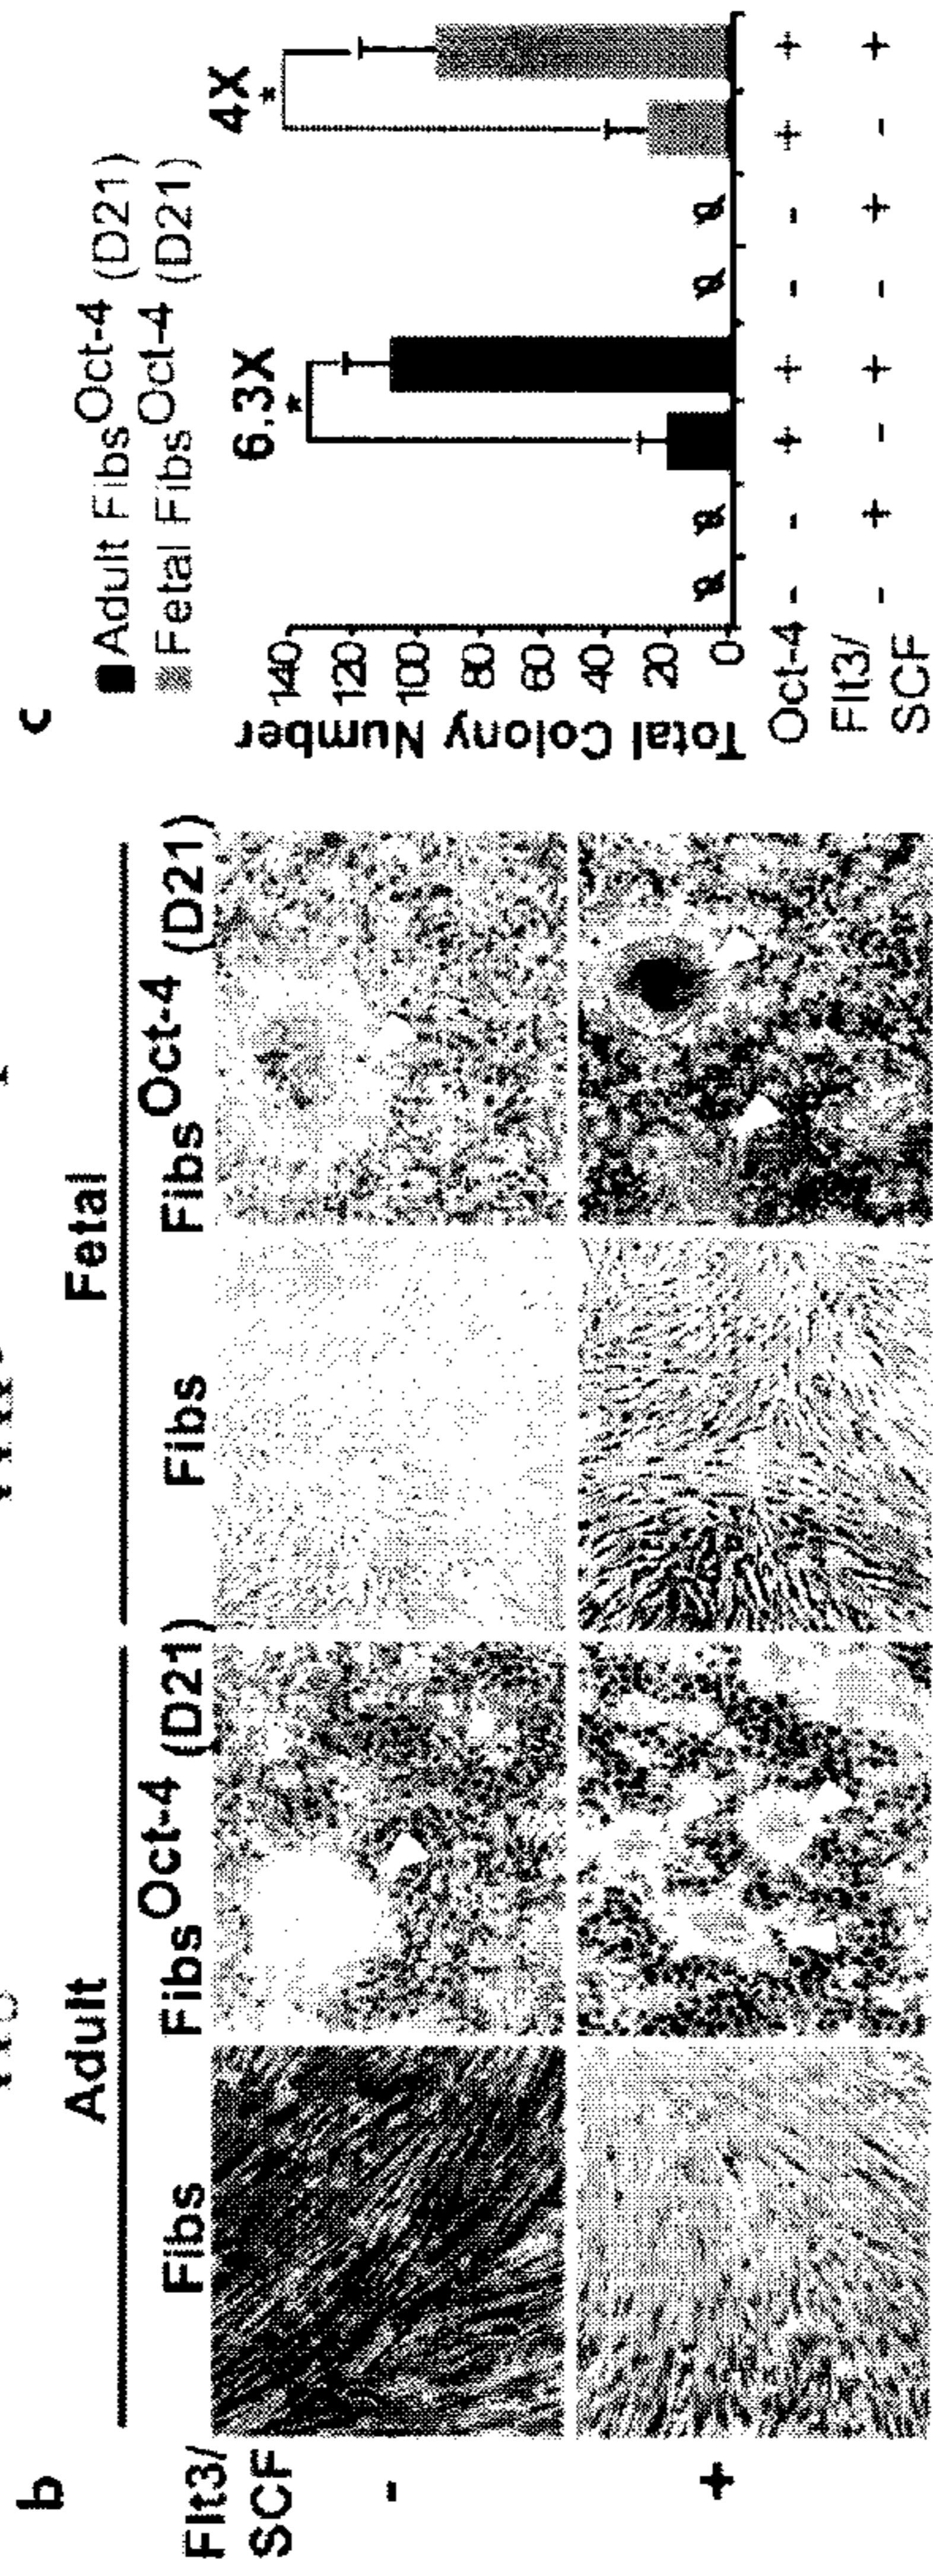 b
Adult Fetal
Fibs Fibs Oct-4 (D21) Fibs Fibs Oct-4 (D21)
Flt3/
SCF
-
+
c
Adult Fibs Oct-4 (D21)
Fetal Fibs Oct-4 (D21)
6.3X 4X
* *
Total Colony Number
140
120
100
80
60
40
20
0
Ø Ø Ø Ø
Oct-4 - - + + - - + +
Flt3/
SCF - + - + - + - +